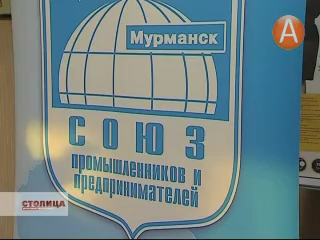 Мурманск
А
СОЮЗ
промышленников и
предпринимателей
СТОЛИЦА